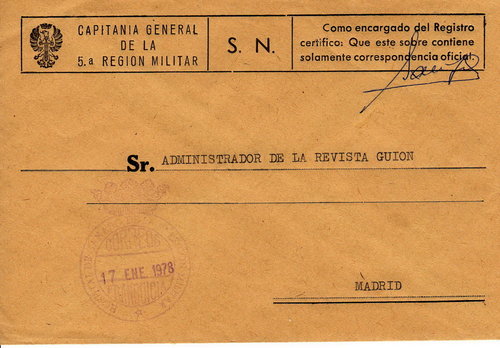 CAPITANIA GENERAL
DE LA
5.a REGION MILITAR
S. N.
Como encargado del Registro
certifico: Que este sobre contiene
solamente correspondencia oficial.
Sr. ADMINISTRADOR DE LA REVISTA GUION
CORREOS
17 ENE. 1978
MADRID